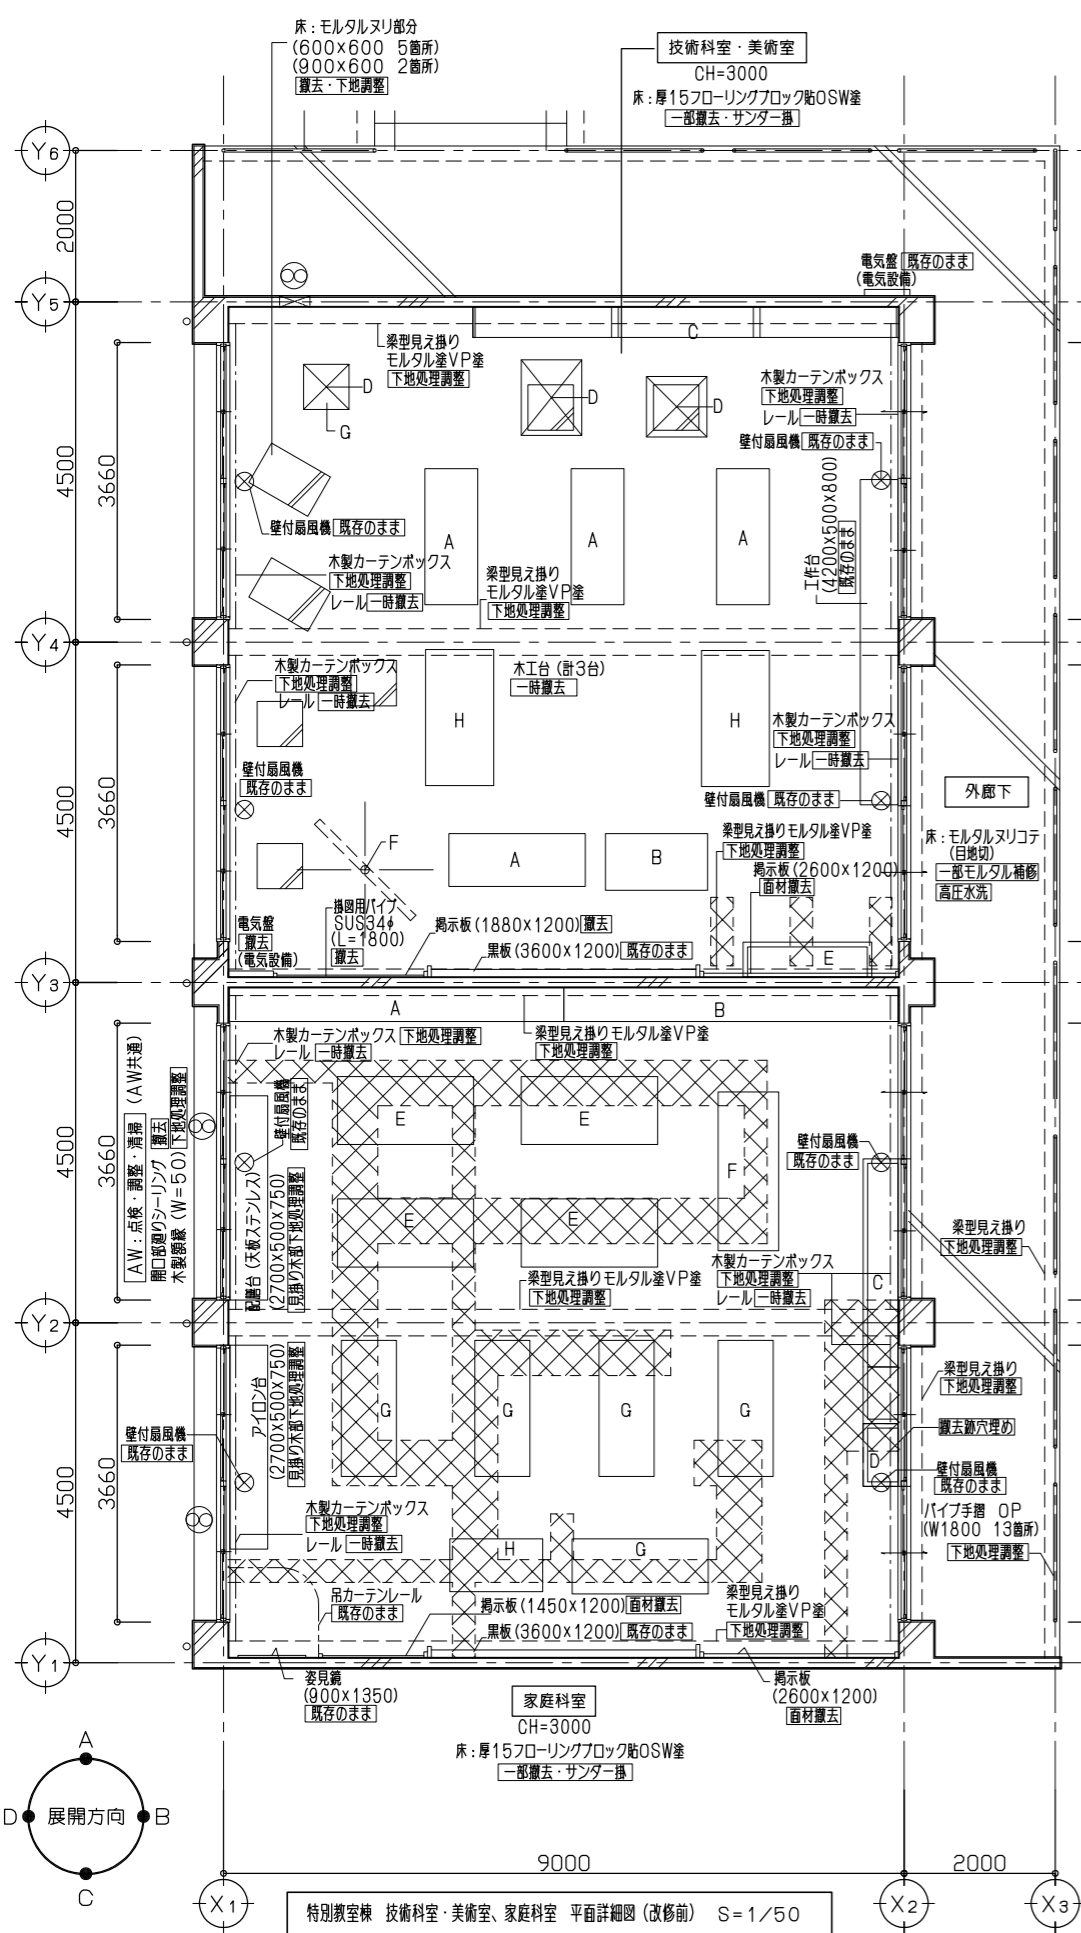 床：モルタルヌリ部分
(600×600 5箇所)
(900×600 2箇所)
撤去・下地調整
技術科室・美術室
CH=3000
床：厚15フローリングブロック貼OSW塗
一部撤去・サンダー掛
Y6
2000
Y5
8
電気盤 既存のまま
(電気設備)
C
梁型見え掛り
モルタル塗VP塗
下地処理調整
D
G
D
D
木製カーテンボックス
下地処理調整
レール 一時撤去
壁付扇風機 既存のまま
4500
3660
壁付扇風機 既存のまま
A
A
A
工作台
(4200×500×800)
既存のまま
木製カーテンボックス
下地処理調整
レール 一時撤去
梁型見え掛り
モルタル塗VP塗
下地処理調整
Y4
木製カーテンボックス
下地処理調整
レール 一時撤去
木工台 (計3台)
一時撤去
H
H
木製カーテンボックス
下地処理調整
レール 一時撤去
壁付扇風機
既存のまま
壁付扇風機 既存のまま
4500
3660
外廊下
床：モルタルヌリコテ
(目地切)
一部モルタル補修
高圧水洗
F
A
B
梁型見え掛りモルタル塗VP塗
下地処理調整
掲示板(2600×1200)
面材撤去
掛図用パイプ
SUS34φ
(L=1800)
撤去
掲示板(1880×1200)撤去
黒板(3600×1200)既存のまま
電気盤
撤去
(電気設備)
E
Y3
A
B
木製カーテンボックス 下地処理調整
レール 一時撤去
梁型見え掛りモルタル塗VP塗
下地処理調整
壁付扇風機
既存のまま
E
E
F
4500
3660
AW：点検・調整・清掃 (AW共通)
開口部廻りシーリング 撤去
木製額縁 (W=50) 下地処理調整
8
配膳台 (天板ステンレス)
(2700×500×750)
見掛り木部下地処理調整
壁付扇風機
既存のまま
E
E
梁型見え掛り
下地処理調整
木製カーテンボックス
下地処理調整
レール 一時撤去
梁型見え掛りモルタル塗VP塗
下地処理調整
C
Y2
アイロン台
(2700×500×750)
見掛り木部下地処理調整
G
G
G
G
梁型見え掛り
下地処理調整
撤去跡穴埋め
D
壁付扇風機
既存のまま
壁付扇風機
既存のまま
4500
3660
8
木製カーテンボックス
下地処理調整
レール 一時撤去
パイプ手摺 OP
(W1800 13箇所)
下地処理調整
H
G
吊カーテンレール
既存のまま
掲示板(1450×1200)面材撤去
黒板(3600×1200)既存のまま
梁型見え掛り
モルタル塗VP塗
下地処理調整
Y1
姿見鏡
(900×1350)
既存のまま
掲示板
(2600×1200)
面材撤去
家庭科室
CH=3000
床：厚15フローリングブロック貼OSW塗
一部撤去・サンダー掛
A
D 展開方向 B
C
9000
2000
X1
X2
X3
特別教室棟 技術科室・美術室、家庭科室 平面詳細図 (改修前) S=1/50